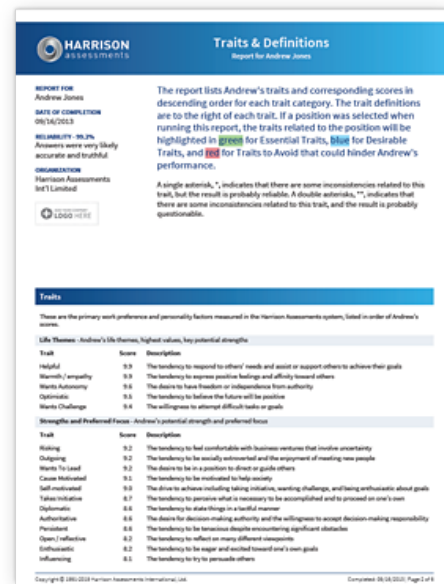 HARRISON
assessments
Traits & Definitions
Report for Andrew Jones
REPORT FOR
Andrew Jones
DATE OF COMPLETION
09/16/2013
RELIABILITY - 99.2%
Answers were very likely
accurate and truthful
ORGANIZATION
Harrison Assessments
Int'l Limited
LOGO HERE
The report lists Andrew's traits and corresponding scores in
descending order for each trait category. The trait definitions
are to the right of each trait. If a position was selected when
running this report, the traits related to the position will be
highlighted in green for Essential Traits, blue for Desirable
Traits, and red for Traits to Avoid that could hinder Andrew's
performance.
A single asterisk, *, indicates that there are some inconsistencies related to this
trait, but the result is probably reliable. A double asterisks, **, indicates that
there are some inconsistencies related to this trait, and the result is probably
questionable.
Traits
These are the primary work preference and personality factors measured in the Harrison Assessments system, listed in order of Andrew's
scores.
Life Themes - Andrew's life themes, highest values, key potential strengths
Trait Score Description
Helpful 9.9 The tendency to respond to others' needs and assist or support others to achieve their goals
Warmth / empathy 9.9 The tendency to express positive feelings and affinity toward others
Wants Autonomy 9.6 The desire to have freedom or independence from authority
Optimistic 9.5 The tendency to believe the future will be positive
Wants Challenge 9.4 The willingness to attempt difficult tasks or goals
Strengths and Preferred Focus - Andrew's potential strength and preferred focus
Trait Score Description
Risking 9.2 The tendency to feel comfortable with business ventures that involve uncertainty
Outgoing 9.2 The tendency to be socially extroverted and the enjoyment of meeting new people
Wants To Lead 9.2 The desire to be in a position to direct or guide others
Cause Motivated 9.1 The tendency to be motivated to help society
Self-motivated 9.0 The drive to achieve including taking initiative, wanting challenge, and being enthusiastic about goals
Takes Initiative 8.7 The tendency to perceive what is necessary to be accomplished and to proceed on one's own
Diplomatic 8.6 The tendency to state things in a tactful manner
Authoritative 8.6 The desire for decision-making authority and the willingness to accept decision-making responsibility
Persistent 8.6 The tendency to be tenacious despite encountering significant obstacles
Open / reflective 8.2 The tendency to reflect on many different viewpoints
Enthusiastic 8.2 The tendency to be eager and excited toward one's own goals
Influencing 8.1 The tendency to try to persuade others
Copyright © 1991-2018 Harrison Assessments International, Ltd.
Completed: 09/16/2013, Page 2 of 5